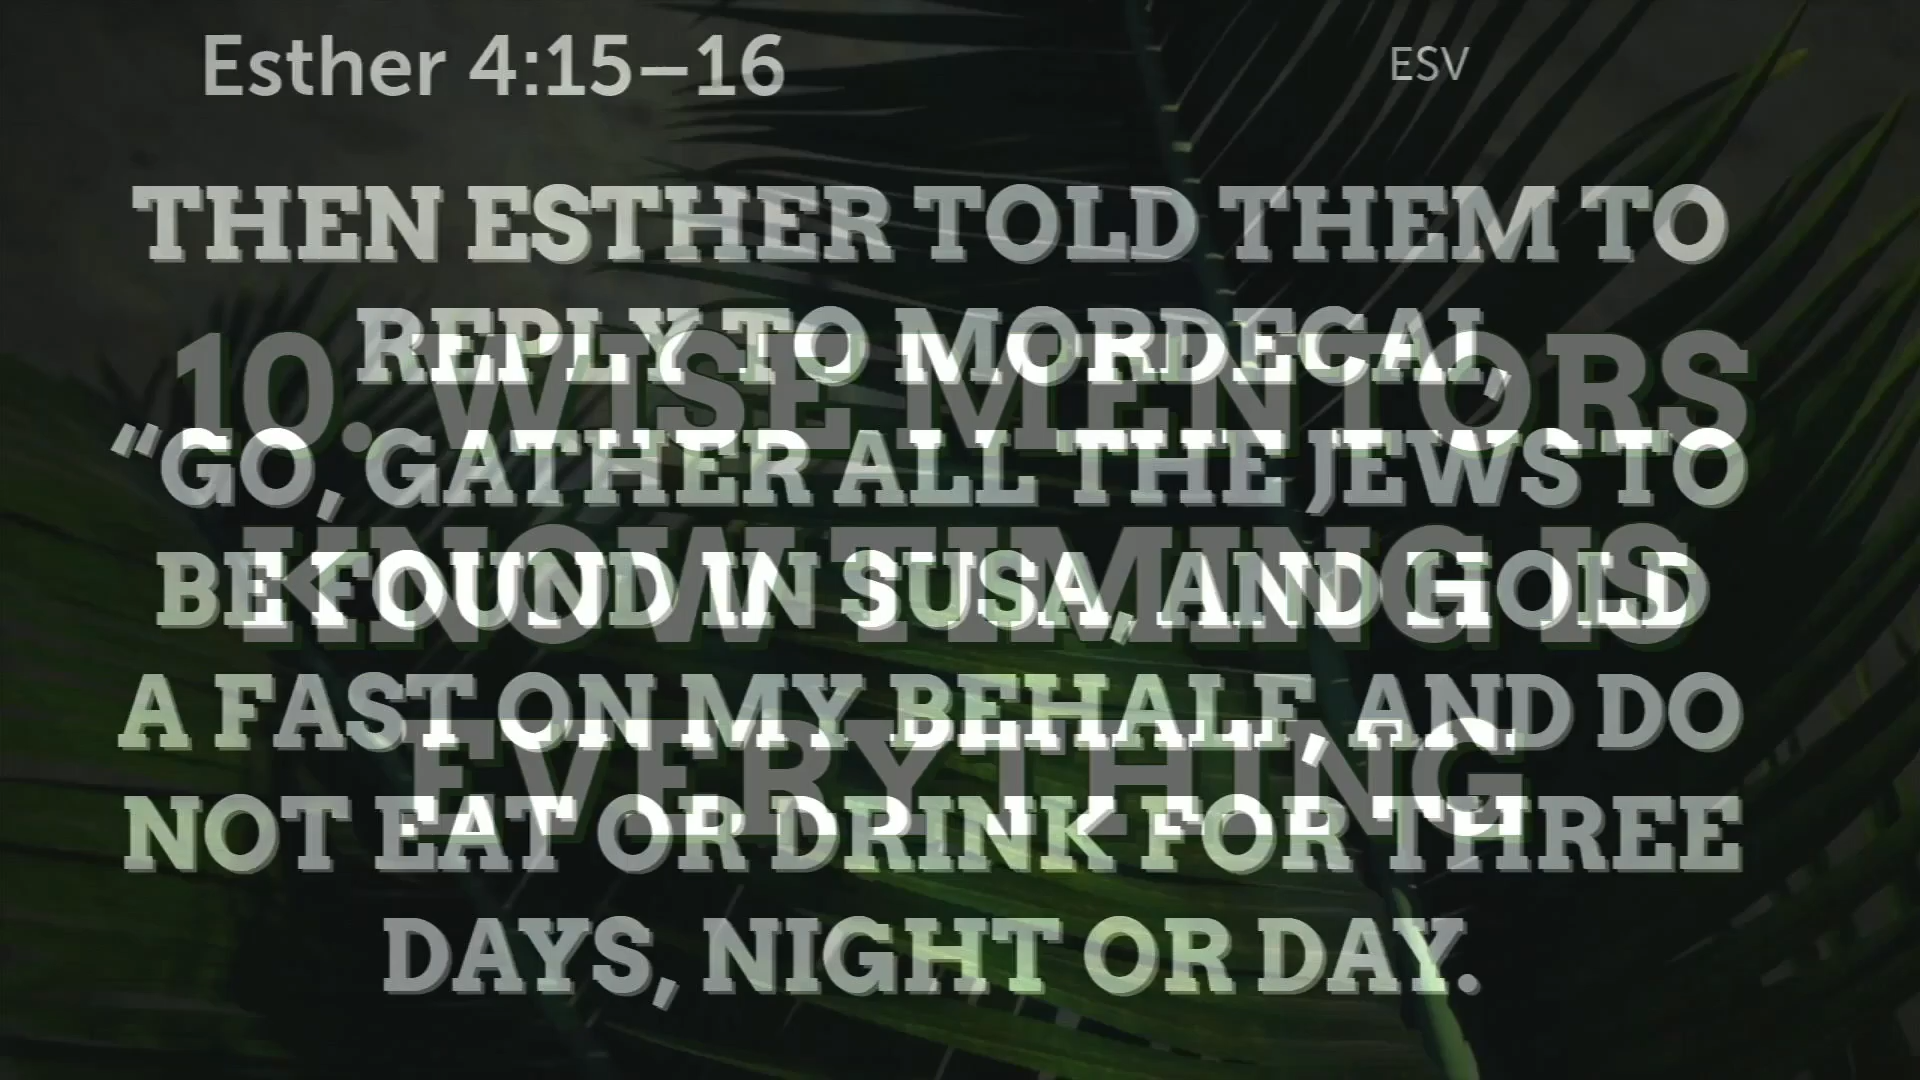 Esther 4:15–16 ESV
THEN ESTHER TOLD THEM TO
REPLY TO MORDECAI,
10. WISE MENTORS
“GO, GATHER ALL THE JEWS TO
BE FOUND IN SUSA, AND HOLD
KNOW TIMING IS
A FAST ON MY BEHALF, AND DO
EVERYTHING
NOT EAT OR DRINK FOR THREE
DAYS, NIGHT OR DAY.